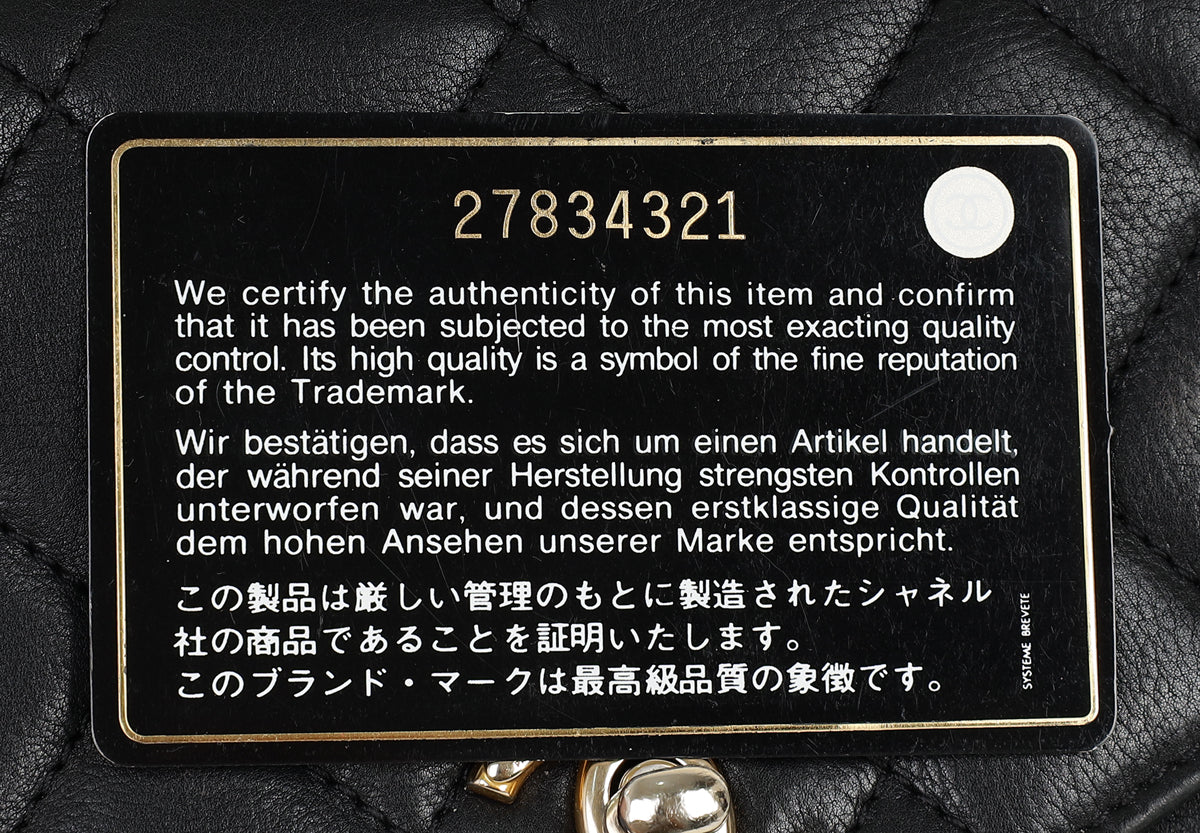 27834321
We certify the authenticity of this item and confirm
that it has been subjected to the most exacting quality
control. Its high quality is a symbol of the fine reputation
of the Trademark.
Wir bestätigen, dass es sich um einen Artikel handelt,
der während seiner Herstellung strengsten Kontrollen
unterworfen war, und dessen erstklassige Qualität
dem hohen Ansehen unserer Marke entspricht.
この製品は厳しい管理のもとに製造されたシャネル
社の商品であることを証明いたします。
このブランド・マークは最高級品質の象徴です。
SYSTEME BREVETE